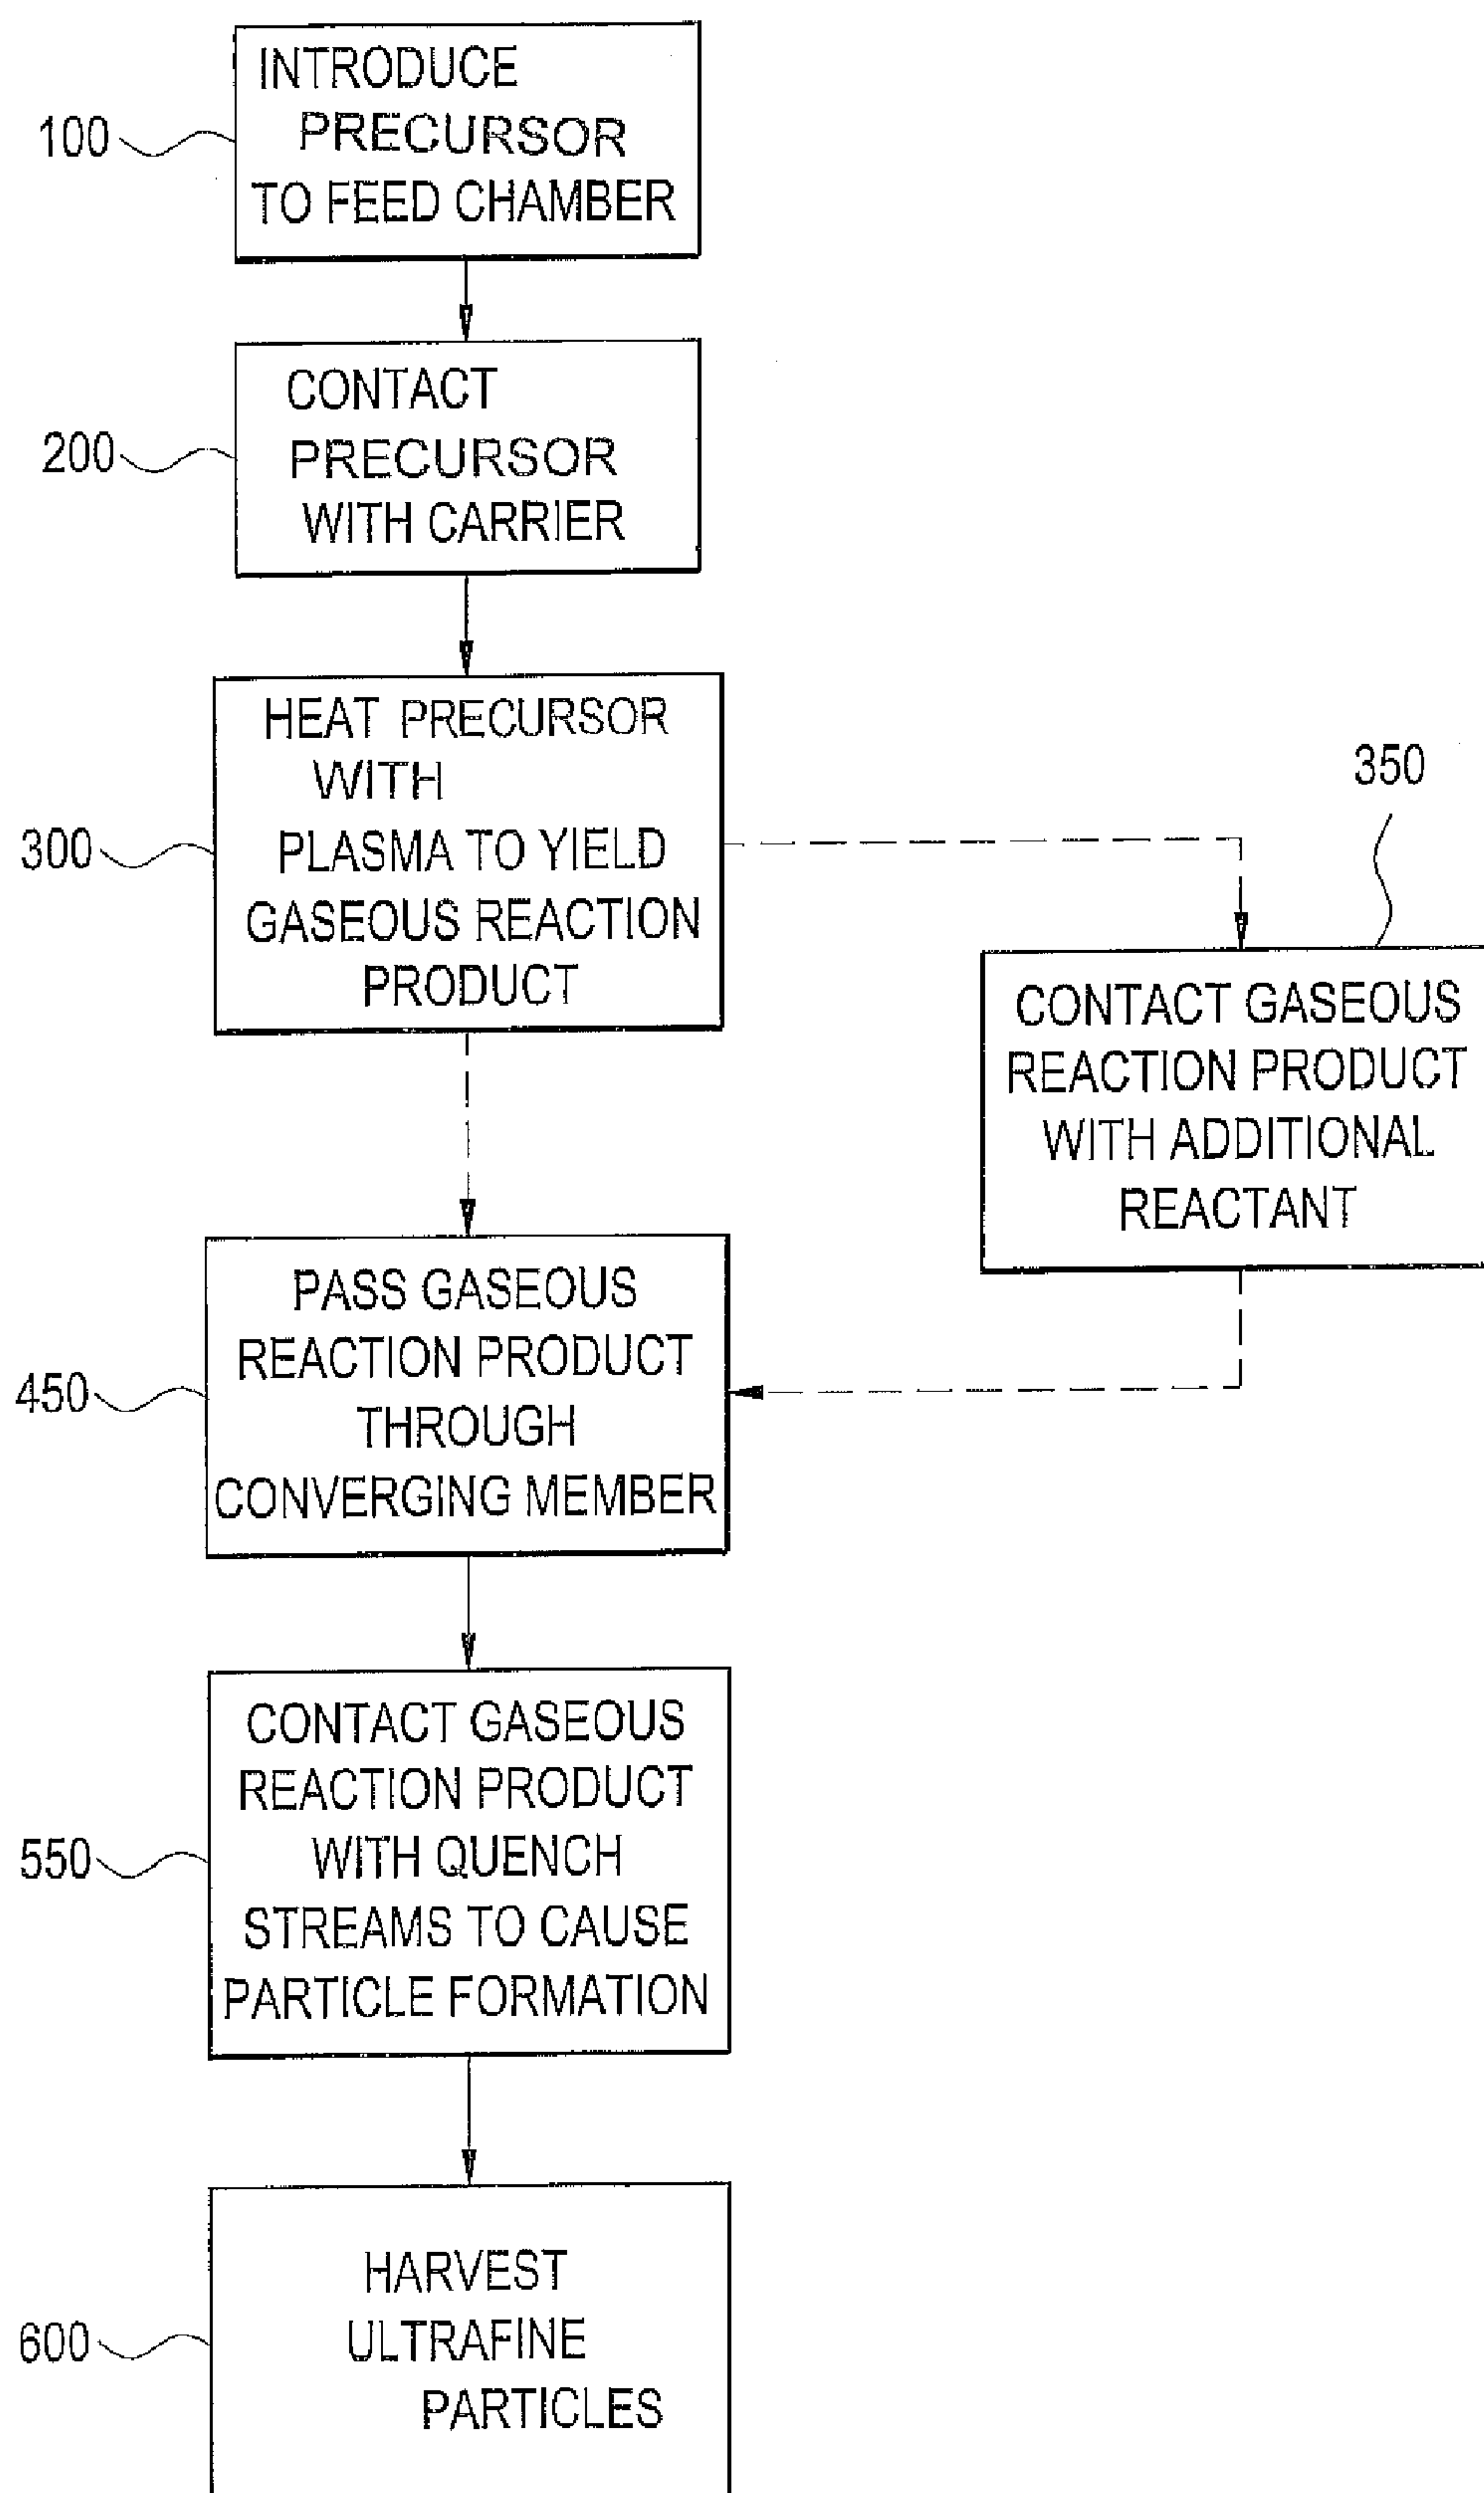 100
INTRODUCE
PRECURSOR
TO FEED CHAMBER
200
CONTACT
PRECURSOR
WITH CARRIER
300
HEAT PRECURSOR
WITH
PLASMA TO YIELD
GASEOUS REACTION
PRODUCT
350
CONTACT GASEOUS
REACTION PRODUCT
WITH ADDITIONAL
REACTANT
450
PASS GASEOUS
REACTION PRODUCT
THROUGH
CONVERGING MEMBER
550
CONTACT GASEOUS
REACTION PRODUCT
WITH QUENCH
STREAMS TO CAUSE
PARTICLE FORMATION
600
HARVEST
ULTRAFINE
PARTICLES